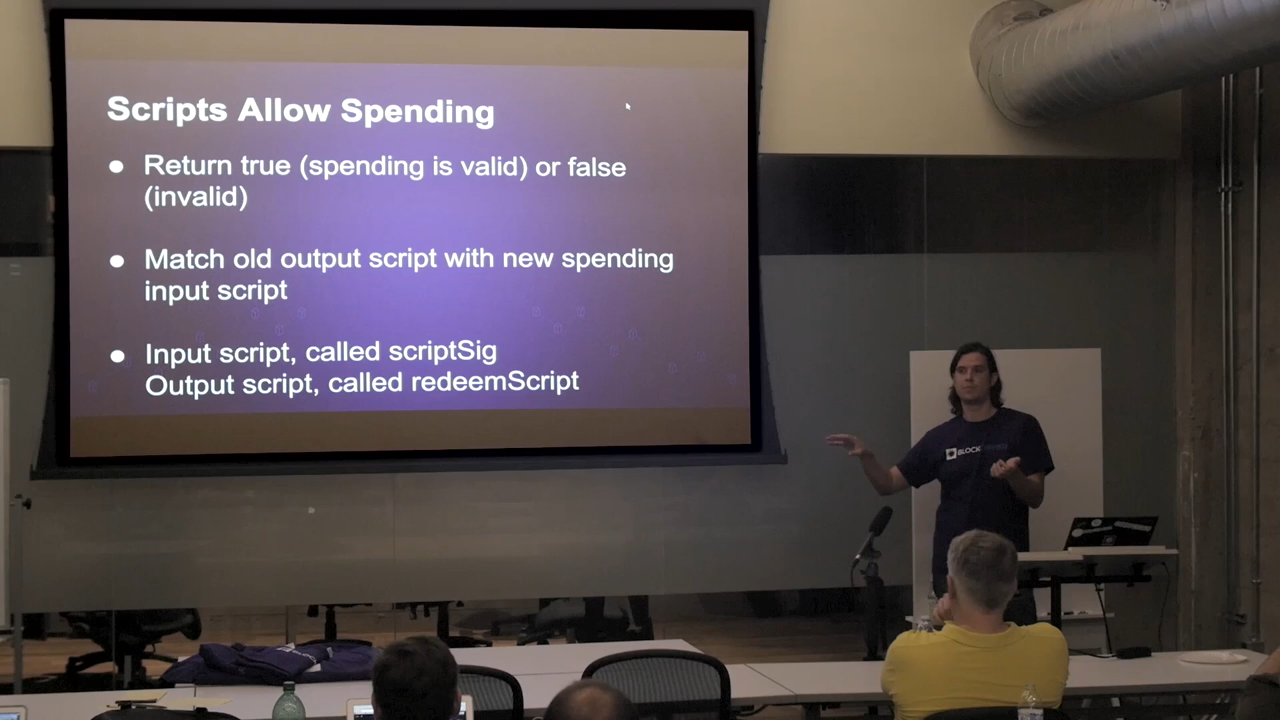 Scripts Allow Spending
● Return true (spending is valid) or false
(invalid)
● Match old output script with new spending
input script
● Input script, called scriptSig
Output script, called redeemScript
BLOCK